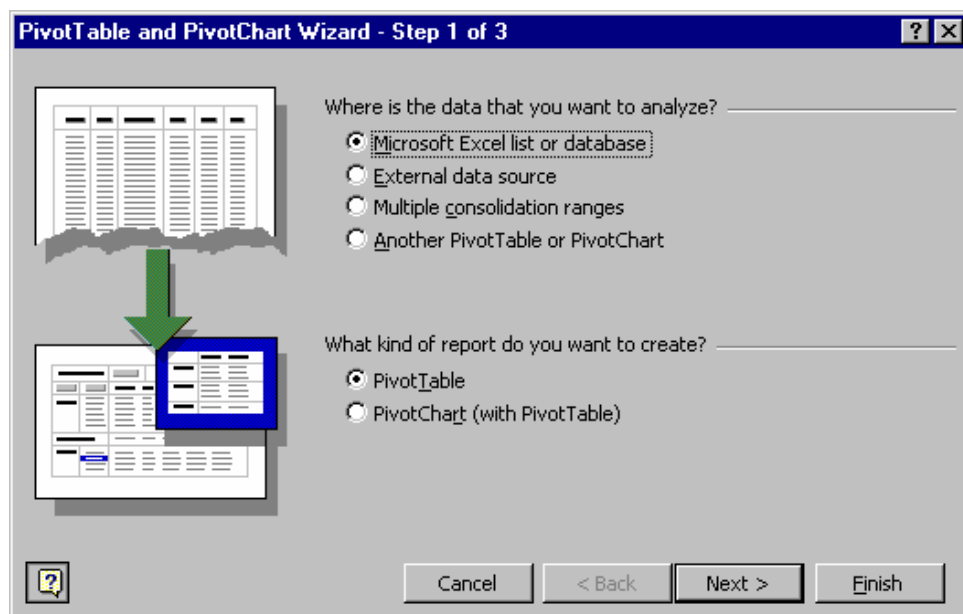 PivotTable and PivotChart Wizard - Step 1 of 3
Where is the data that you want to analyze?
Microsoft Excel list or database
External data source
Multiple consolidation ranges
Another PivotTable or PivotChart
What kind of report do you want to create?
PivotTable
PivotChart (with PivotTable)
Cancel
< Back
Next >
Finish